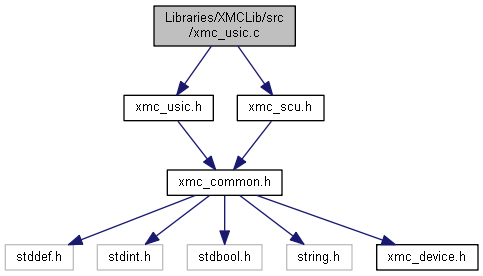 Libraries/XMCLib/src
/xmc_usic.c
xmc_usic.h
xmc_scu.h
xmc_common.h
stddef.h
stdint.h
stdbool.h
string.h
xmc_device.h